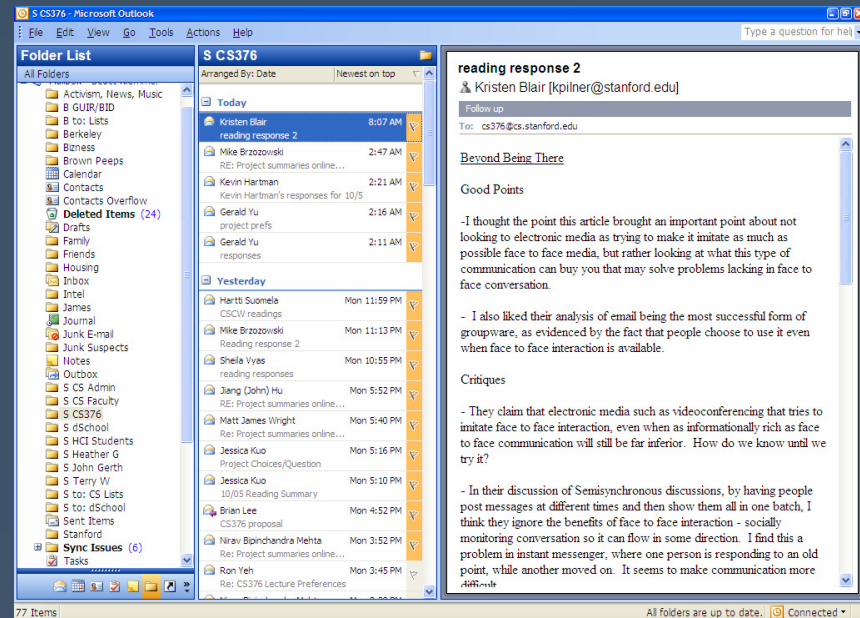 S CS376 - Microsoft Outlook
File Edit View Go Tools Actions Help
Type a question for help
Folder List
All Folders
Activism, News, Music
B GUIR/BID
B to: Lists
Berkeley
Bizness
Brown Peeps
Calendar
Contacts
Contacts Overflow
Deleted Items (24)
Drafts
Family
Friends
Housing
Inbox
Intel
James
Journal
Junk E-mail
Junk Suspects
Notes
Outbox
S CS Admin
S CS Faculty
S CS376
S dSchool
S HCI Students
S Heather G
S John Gerth
S Terry W
S to: CS Lists
S to: dSchool
Sent Items
Stanford
Sync Issues (6)
Tasks
S CS376
Arranged By: Date Newest on top
Today
Kristen Blair 8:07 AM
reading response 2
Mike Brzozowski 2:47 AM
RE: Project summaries online...
Kevin Hartman 2:21 AM
Kevin Hartman's responses for 10/5
Gerald Yu 2:16 AM
project prefs
Gerald Yu 2:11 AM
responses
Yesterday
Hartti Suomela Mon 11:59 PM
CSCW readings
Mike Brzozowski Mon 11:13 PM
Reading response 2
Sheila Vyas Mon 10:55 PM
reading responses
Jiang (John) Hu Mon 5:52 PM
RE: Project summaries online...
Matt James Wright Mon 5:40 PM
Re: Project summaries online...
Jessica Kuo Mon 5:16 PM
Project Choices/Question
Jessica Kuo Mon 5:10 PM
10/05 Reading Summary
Brian Lee Mon 4:52 PM
CS376 proposal
Nirav Bipinchandra Mehta Mon 3:52 PM
Re: Project summaries online...
Ron Yeh Mon 3:45 PM
Re: CS376 Lecture Preferences
reading response 2
Kristen Blair [kpilner@stanford.edu]
Follow up
To: cs376@cs.stanford.edu
Beyond Being There
Good Points
-I thought the point this article brought an important point about not
looking to electronic media as trying to make it imitate as much as
possible face to face media, but rather looking at what this type of
communication can buy you that may solve problems lacking in face to
face conversation.
- I also liked their analysis of email being the most successful form of
groupware, as evidenced by the fact that people choose to use it even
when face to face interaction is available.
Critiques
- They claim that electronic media such as videoconferencing that tries to
imitate face to face interaction, even when as informationally rich as face
to face communication will still be far inferior. How do we know until we
try it?
- In their discussion of Semisynchronous discussions, by having people
post messages at different times and then show them all in one batch, I
think they ignore the benefits of face to face interaction - socially
monitoring conversation so it can flow in some direction. I find this a
problem in instant messenger, where one person is responding to an old
point, while another moved on. It seems to make communication more
difficult
77 Items
All folders are up to date. Connected